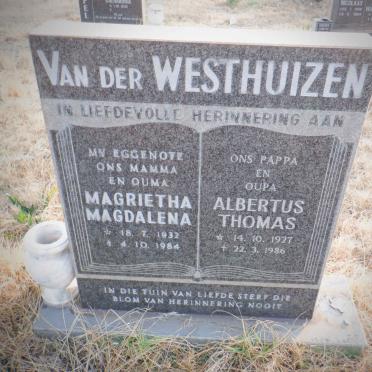 VAN DER WESTHUIZEN
IN LIEFDEVOLLE HERINNERING AAN
MY EGGENOTE
ONS MAMMA
EN OUMA
MAGRIETHA
MAGDALENA
* 18. 7. 1932
+ 4. 10. 1984
ONS PAPPA
EN
OUPA
ALBERTUS
THOMAS
* 14. 10. 1927
+ 22. 3. 1986
IN DIE TUIN VAN LIEFDE STERF DIE
BLOM VAN HERINNERING NOOIT